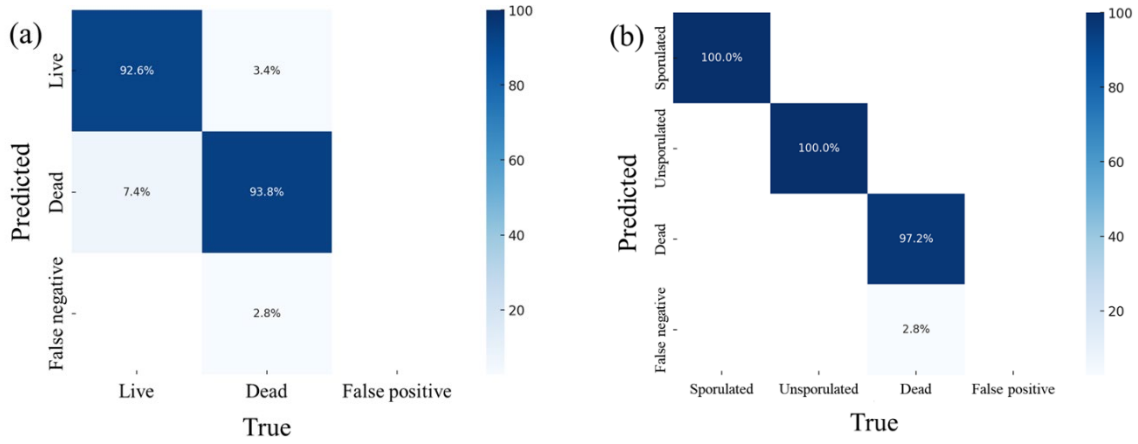 (a)
Predicted
Live
Dead
False negative
92.6%
3.4%
7.4%
93.8%
2.8%
Live
Dead
False positive
True
100
80
60
40
20
(b)
Predicted
Sporulated
Unsporulated
Dead
False negative
100.0%
100.0%
97.2%
2.8%
Sporulated
Unsporulated
Dead
False positive
True
100
80
60
40
20